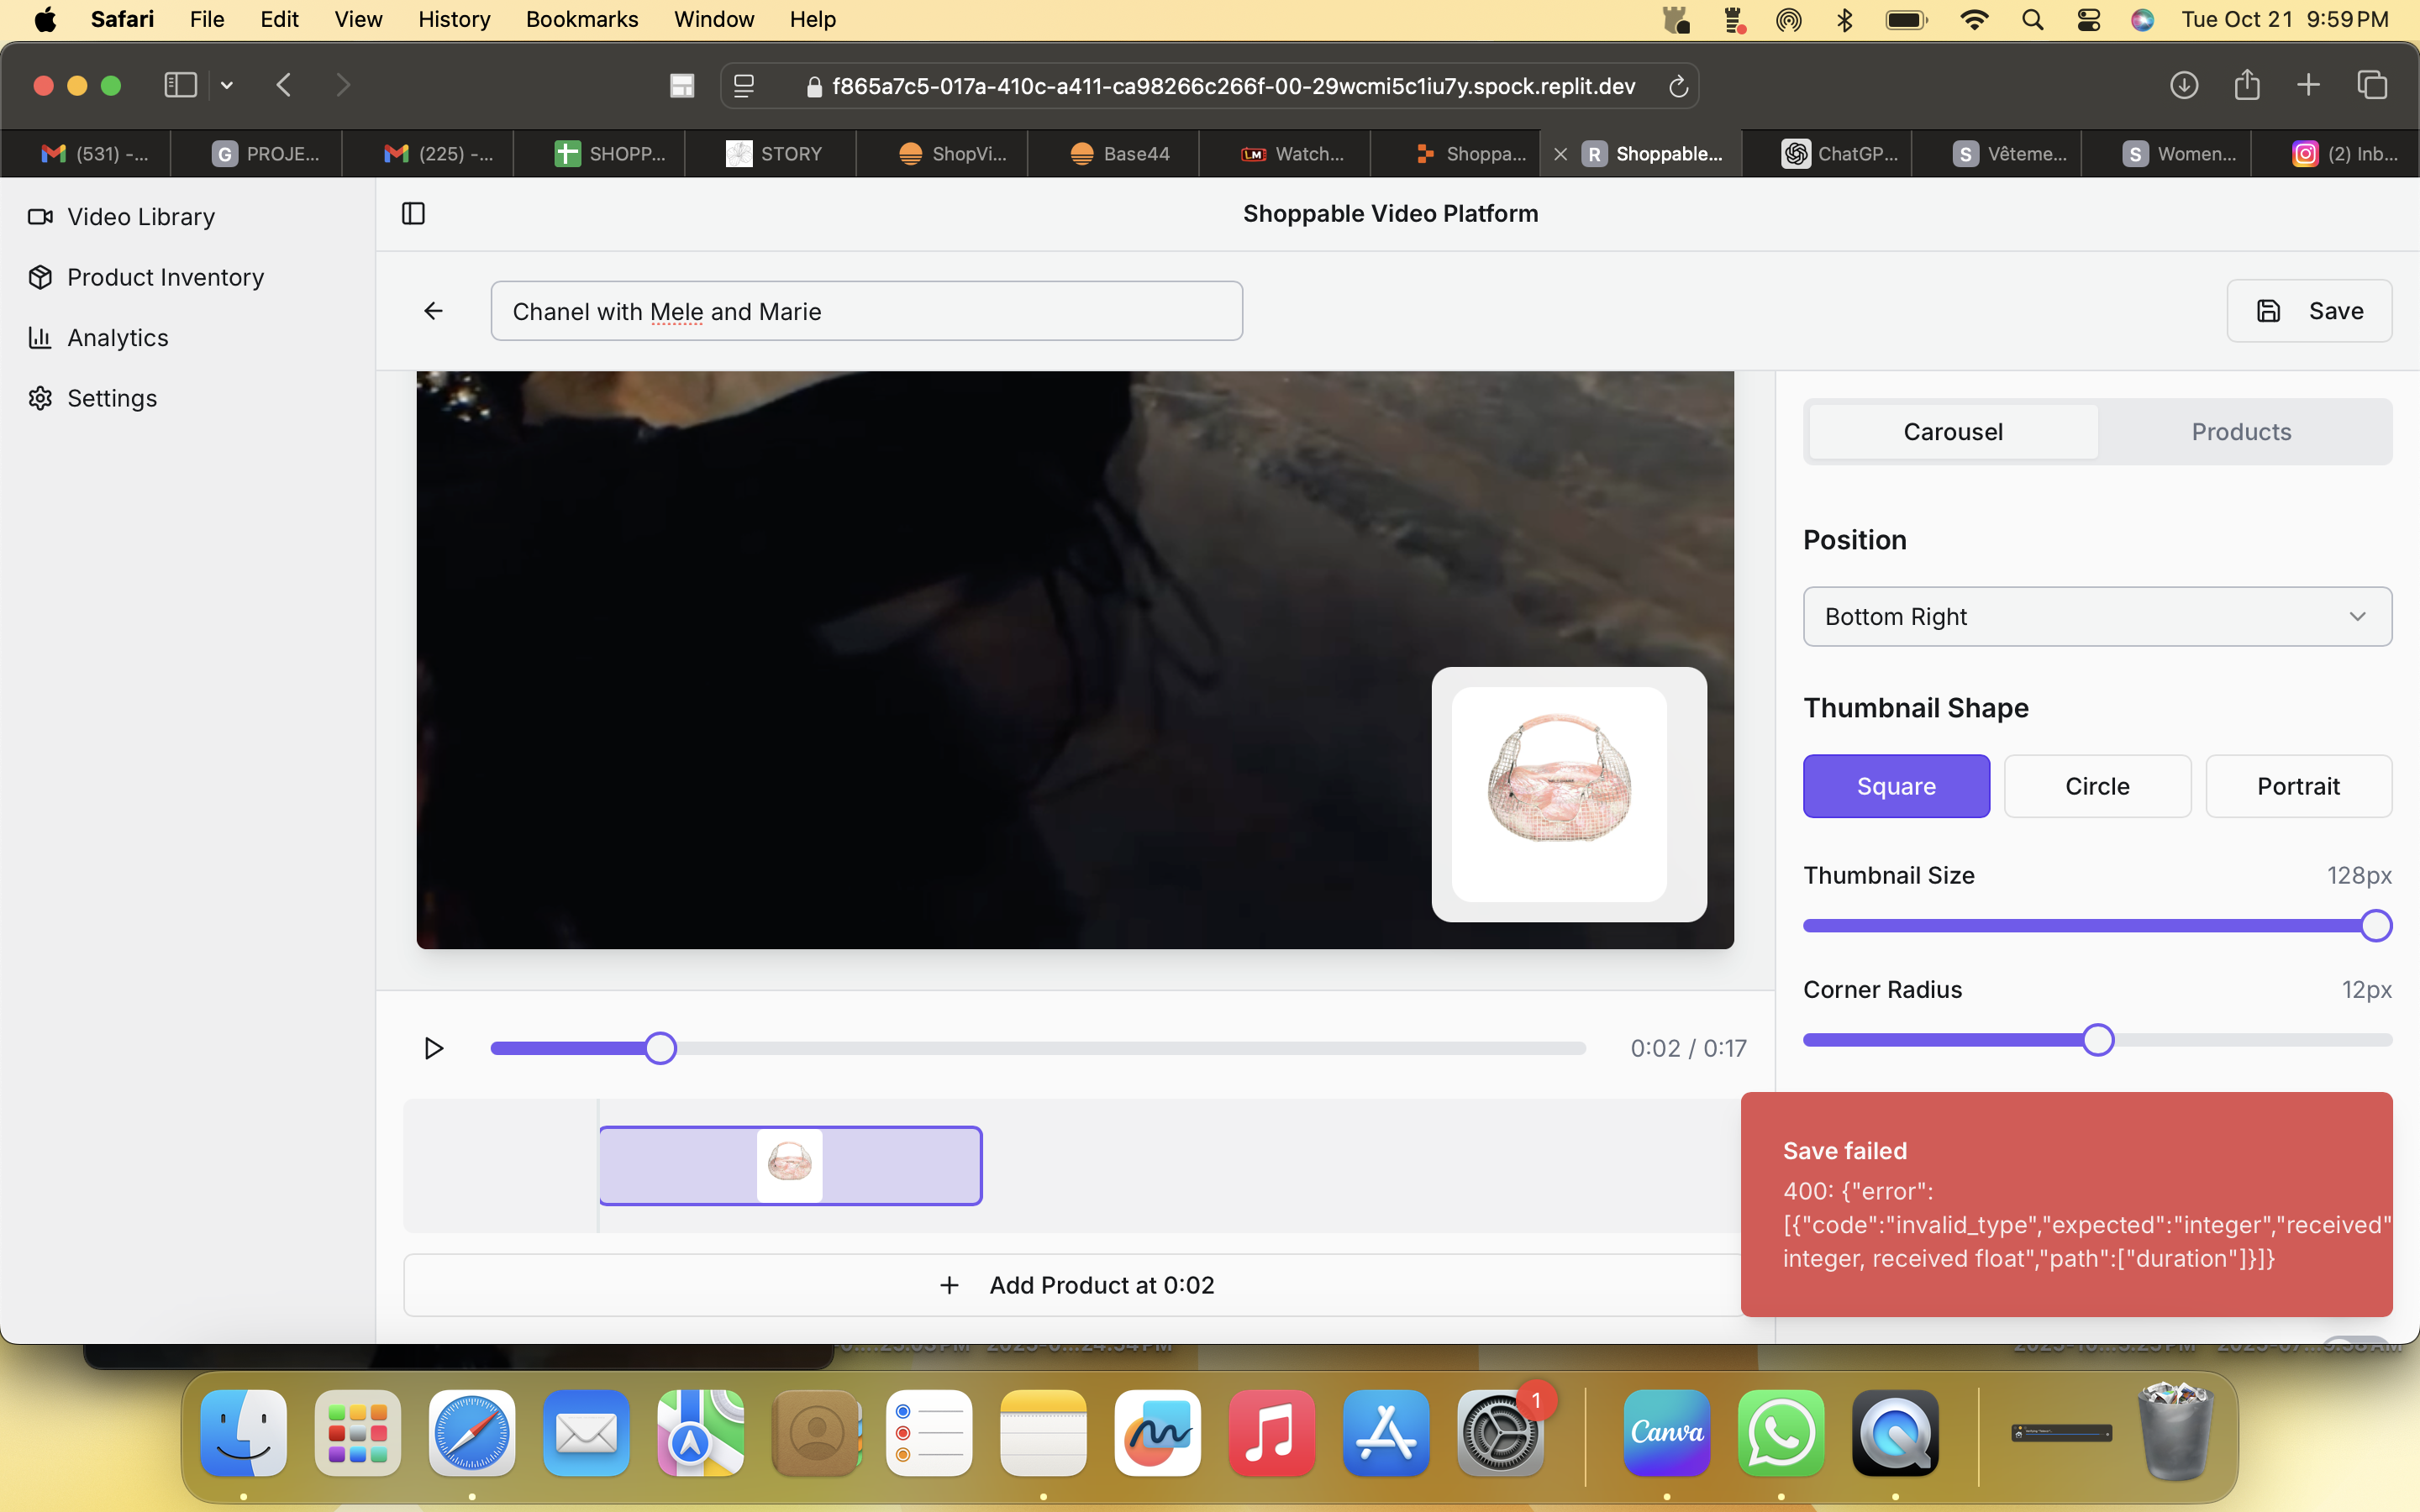 Safari File Edit View History Bookmarks Window Help Tue Oct 21 9:59 PM
f865a7c5-017a-410c-a411-ca98266c266f-00-29wcmi5c1iu7y.spock.replit.dev
(531) -... G PROJE... (225) -... SHOPP... STORY ShopVi... Base44 LM Watch... Shoppa... R Shoppable... ChatGP... S Vêteme... S Women... (2) Inb...
Video Library
Product Inventory
Analytics
Settings
Shoppable Video Platform
Chanel with Mele and Marie
Save
Carousel Products
Position
Bottom Right
Thumbnail Shape
Square Circle Portrait
Thumbnail Size 128px
Corner Radius 12px
0:02 / 0:17
Add Product at 0:02
Save failed
400: {"error":
[{"code":"invalid_type","expected":"integer","received"
integer, received float","path":["duration"]}]}
1
Canva